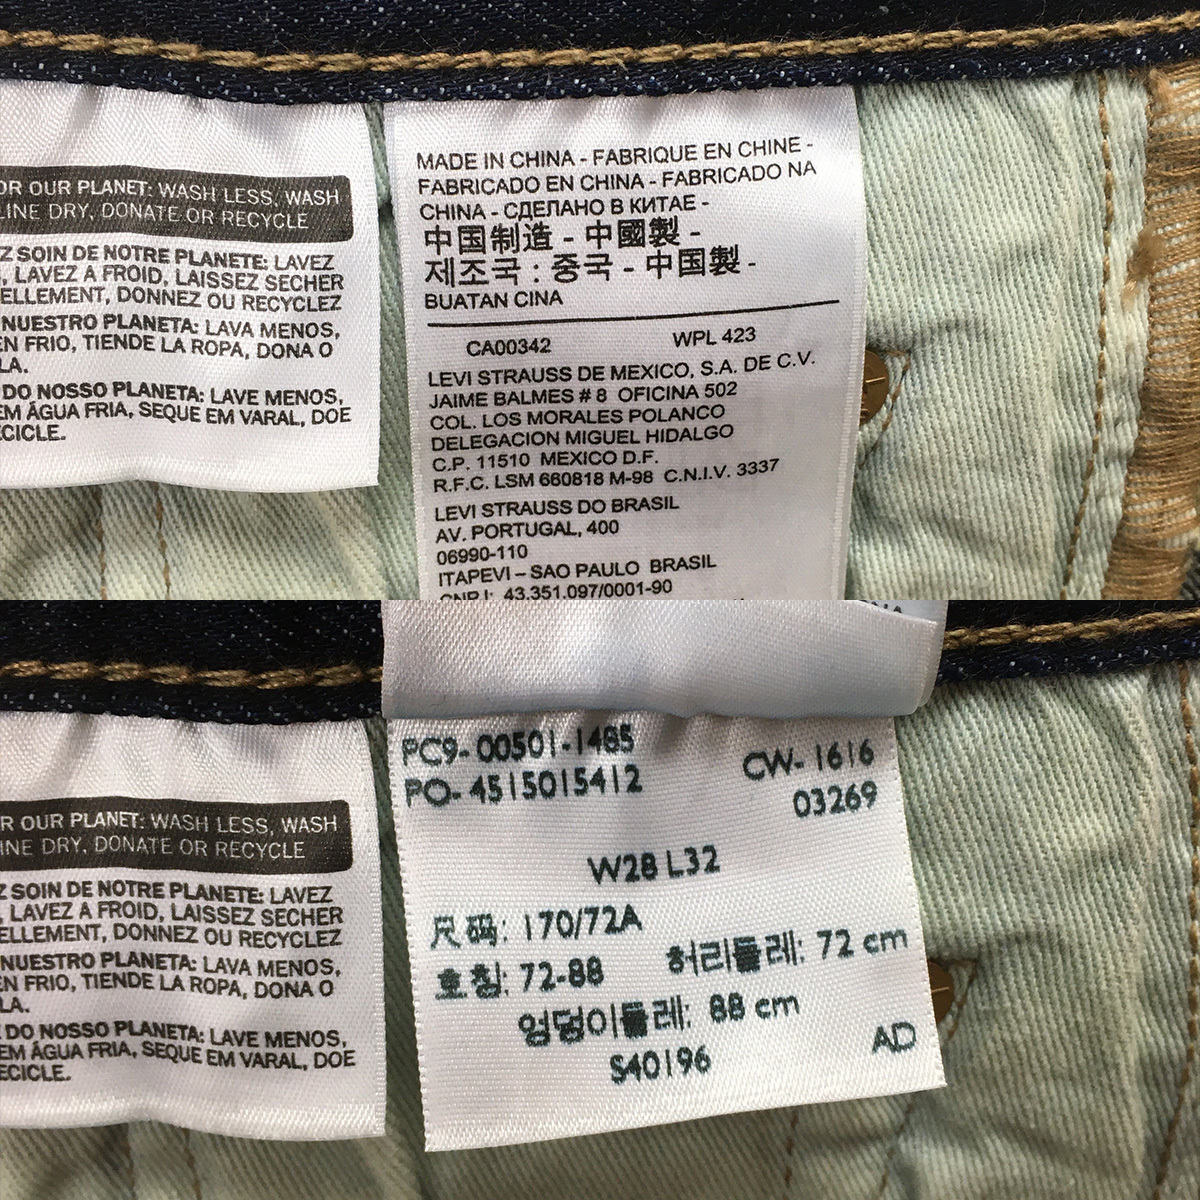 OR OUR PLANET: WASH LESS, WASH
LINE DRY, DONATE OR RECYCLE
Z SOIN DE NOTRE PLANETE: LAVEZ
, LAVEZ A FROID, LAISSEZ SECHER
ELLEMENT, DONNEZ OU RECYCLEZ
NUESTRO PLANETA: LAVA MENOS,
EN FRIO, TIENDE LA ROPA, DONA O
LA.
DO NOSSO PLANETA: LAVE MENOS,
EM ÁGUA FRIA, SEQUE EM VARAL, DOE
CICLE.
MADE IN CHINA - FABRIQUE EN CHINE -
FABRICADO EN CHINA - FABRICADO NA
CHINA - СДЕЛАНО В КИТАЕ -
中国制造 - 中國製 -
제조국 : 중국 - 中国製 -
BUATAN CINA
CA00342 WPL 423
LEVI STRAUSS DE MEXICO, S.A. DE C.V.
JAIME BALMES # 8 OFICINA 502
COL. LOS MORALES POLANCO
DELEGACION MIGUEL HIDALGO
C.P. 11510 MEXICO D.F.
R.F.C. LSM 660818 M-98 C.N.I.V. 3337
LEVI STRAUSS DO BRASIL
AV. PORTUGAL, 400
06990-110
ITAPEVI – SAO PAULO BRASIL
CNPJ: 43.351.097/0001-90
R OUR PLANET: WASH LESS, WASH
INE DRY, DONATE OR RECYCLE
Z SOIN DE NOTRE PLANETE: LAVEZ
, LAVEZ A FROID, LAISSEZ SECHER
ELLEMENT, DONNEZ OU RECYCLEZ
NUESTRO PLANETA: LAVA MENOS,
EN FRIO, TIENDE LA ROPA, DONA O
LA.
DO NOSSO PLANETA: LAVE MENOS,
EM ÁGUA FRIA, SEQUE EM VARAL, DOE
ECICLE.
PC9-00501-1485
PO-4515015412
CW-1616
03269
W28 L32
尺码: 170/72A
호칭: 72-88
허리둘레: 72 cm
엉덩이둘레: 88 cm
S40196
AD